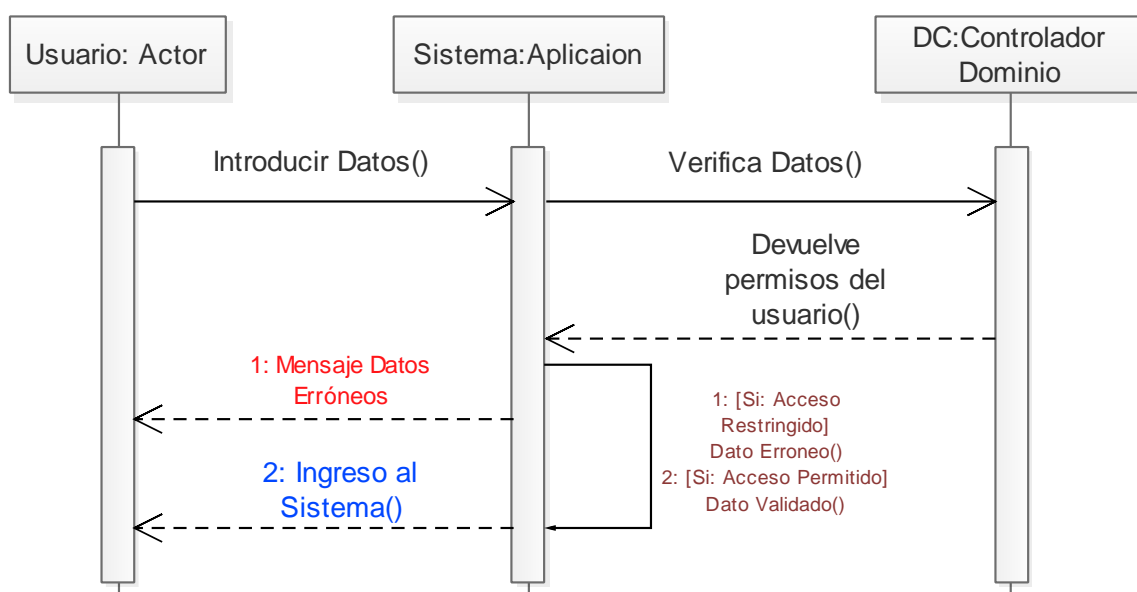 Usuario: Actor
Sistema:Aplicaion
DC:Controlador
Dominio
Introducir Datos()
Verifica Datos()
Devuelve
permisos del
usuario()
1: Mensaje Datos
Erróneos
1: [Si: Acceso
Restringido]
Dato Erroneo()
2: [Si: Acceso Permitido]
Dato Validado()
2: Ingreso al
Sistema()